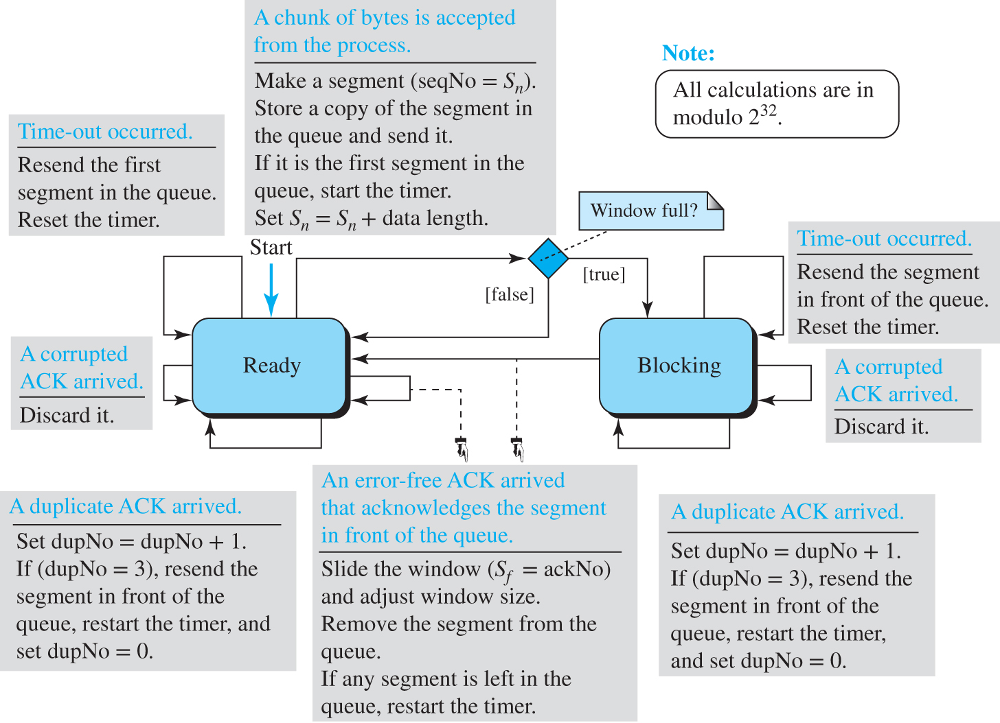 A chunk of bytes is accepted
from the process.
Make a segment (seqNo = Sn).
Store a copy of the segment in
the queue and send it.
If it is the first segment in the
queue, start the timer.
Set Sn = Sn + data length.
Note:
All calculations are in
modulo 2^32.
Time-out occurred.
Resend the first
segment in the queue.
Reset the timer.
Window full?
Start
[true]
[false]
Time-out occurred.
Resend the segment
in front of the queue.
Reset the timer.
A corrupted
ACK arrived.
Discard it.
Ready
Blocking
A corrupted
ACK arrived.
Discard it.
A duplicate ACK arrived.
Set dupNo = dupNo + 1.
If (dupNo = 3), resend the
segment in front of the
queue, restart the timer, and
set dupNo = 0.
An error-free ACK arrived
that acknowledges the segment
in front of the queue.
Slide the window (Sf = ackNo)
and adjust window size.
Remove the segment from the
queue.
If any segment is left in the
queue, restart the timer.
A duplicate ACK arrived.
Set dupNo = dupNo + 1.
If (dupNo = 3), resend the
segment in front of the
queue, restart the timer,
and set dupNo = 0.